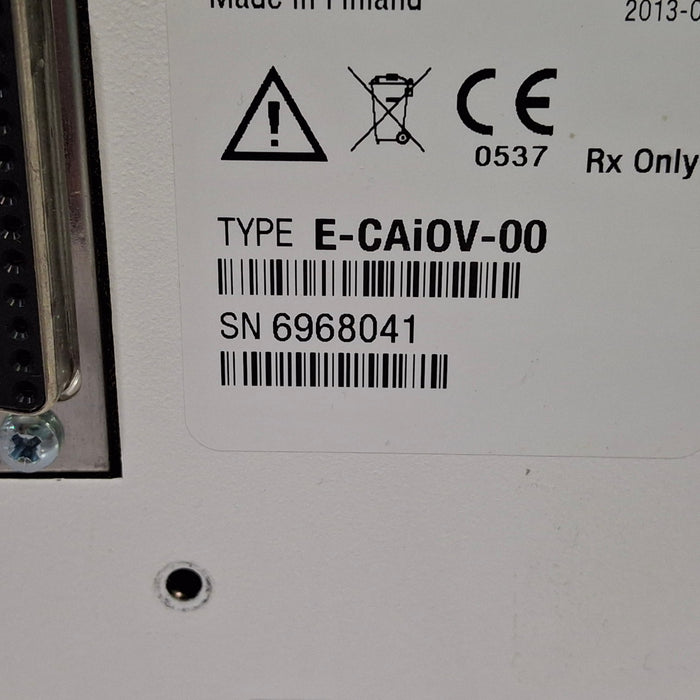 Made in Finland
2013-0
CE
0537
Rx Only
TYPE E-CAiOV-00
SN 6968041